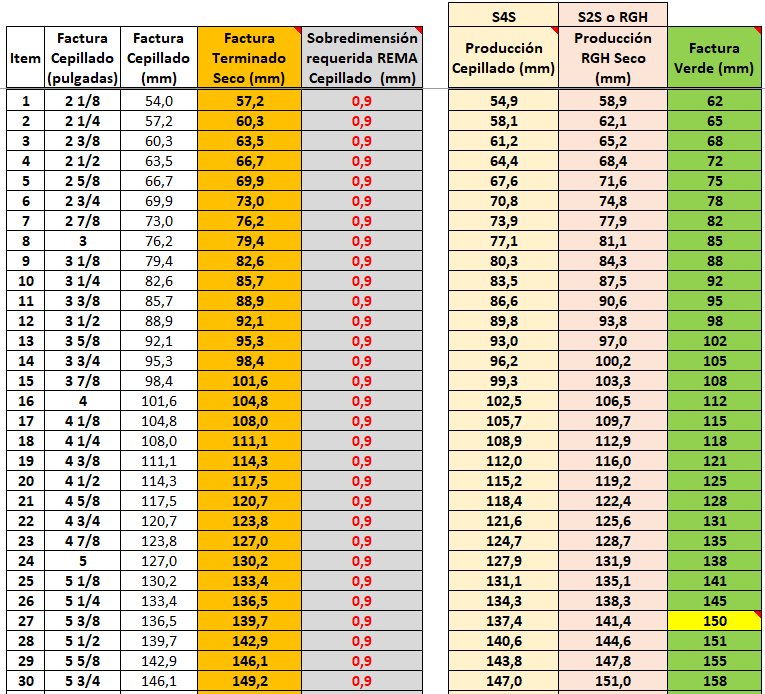 S4S S2S o RGH
Item Factura Cepillado (pulgadas) Factura Cepillado (mm) Factura Terminado Seco (mm) Sobredimensión requerida REMA Cepillado (mm) Producción Cepillado (mm) Producción RGH Seco (mm) Factura Verde (mm)
1 2 1/8 54,0 57,2 0,9 54,9 58,9 62
2 2 1/4 57,2 60,3 0,9 58,1 62,1 65
3 2 3/8 60,3 63,5 0,9 61,2 65,2 68
4 2 1/2 63,5 66,7 0,9 64,4 68,4 72
5 2 5/8 66,7 69,9 0,9 67,6 71,6 75
6 2 3/4 69,9 73,0 0,9 70,8 74,8 78
7 2 7/8 73,0 76,2 0,9 73,9 77,9 82
8 3 76,2 79,4 0,9 77,1 81,1 85
9 3 1/8 79,4 82,6 0,9 80,3 84,3 88
10 3 1/4 82,6 85,7 0,9 83,5 87,5 92
11 3 3/8 85,7 88,9 0,9 86,6 90,6 95
12 3 1/2 88,9 92,1 0,9 89,8 93,8 98
13 3 5/8 92,1 95,3 0,9 93,0 97,0 102
14 3 3/4 95,3 98,4 0,9 96,2 100,2 105
15 3 7/8 98,4 101,6 0,9 99,3 103,3 108
16 4 101,6 104,8 0,9 102,5 106,5 112
17 4 1/8 104,8 108,0 0,9 105,7 109,7 115
18 4 1/4 108,0 111,1 0,9 108,9 112,9 118
19 4 3/8 111,1 114,3 0,9 112,0 116,0 121
20 4 1/2 114,3 117,5 0,9 115,2 119,2 125
21 4 5/8 117,5 120,7 0,9 118,4 122,4 128
22 4 3/4 120,7 123,8 0,9 121,6 125,6 131
23 4 7/8 123,8 127,0 0,9 124,7 128,7 135
24 5 127,0 130,2 0,9 127,9 131,9 138
25 5 1/8 130,2 133,4 0,9 131,1 135,1 141
26 5 1/4 133,4 136,5 0,9 134,3 138,3 145
27 5 3/8 136,5 139,7 0,9 137,4 141,4 150
28 5 1/2 139,7 142,9 0,9 140,6 144,6 151
29 5 5/8 142,9 146,1 0,9 143,8 147,8 155
30 5 3/4 146,1 149,2 0,9 147,0 151,0 158